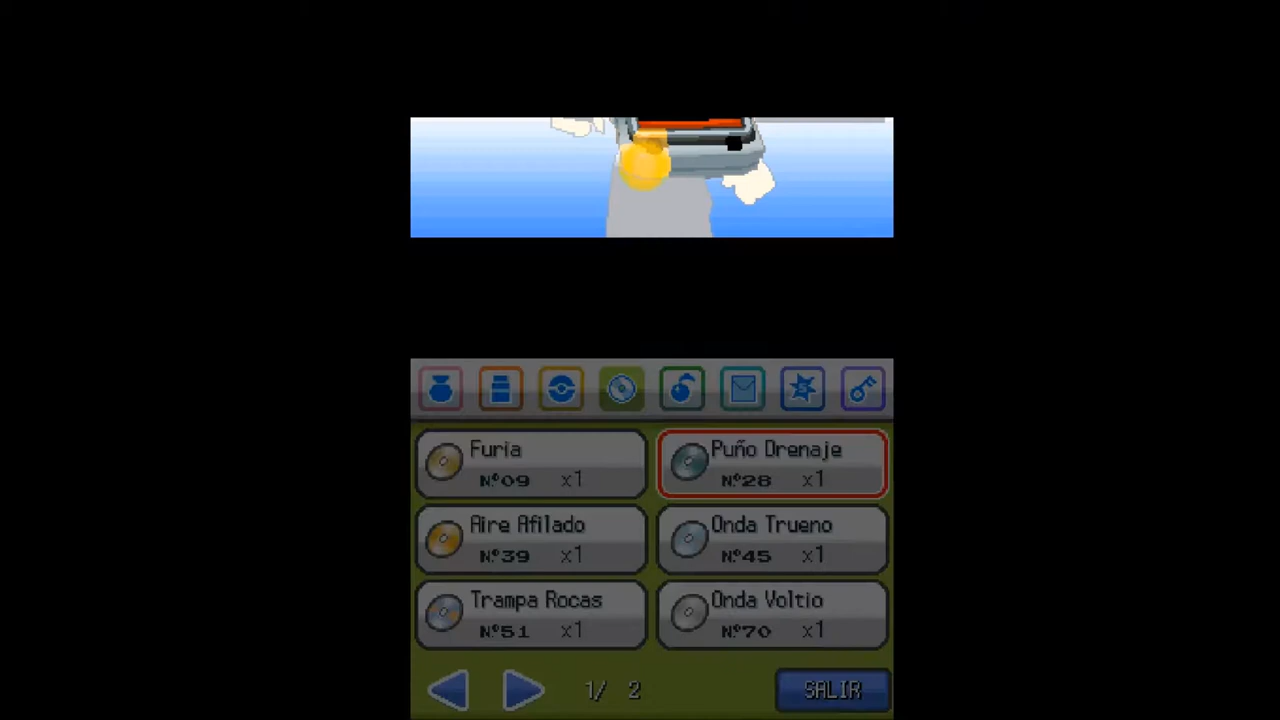 Furia
Nº09 x1
Puño Drenaje
Nº28 x1
Aire Afilado
Nº39 x1
Onda Trueno
Nº45 x1
Trampa Rocas
Nº51 x1
Onda Voltio
Nº70 x1
1/ 2
SALIR